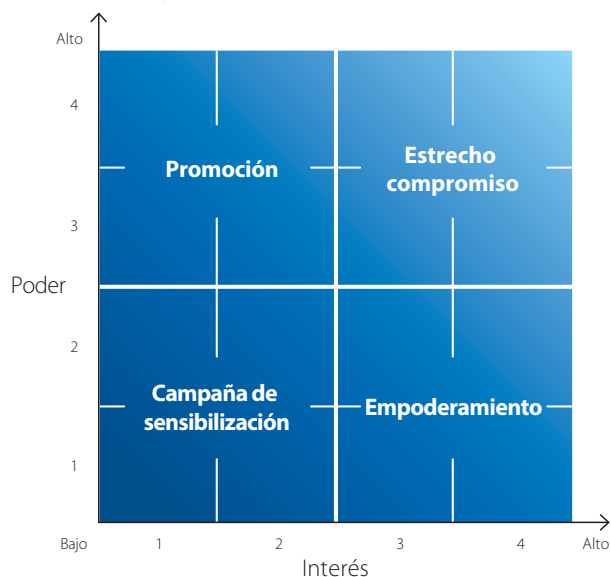 Alto
4
Promoción
Estrecho
compromiso
3
Poder
2
Campaña de
sensibilización
Empoderamiento
1
Bajo 1 2 3 4 Alto
Interés